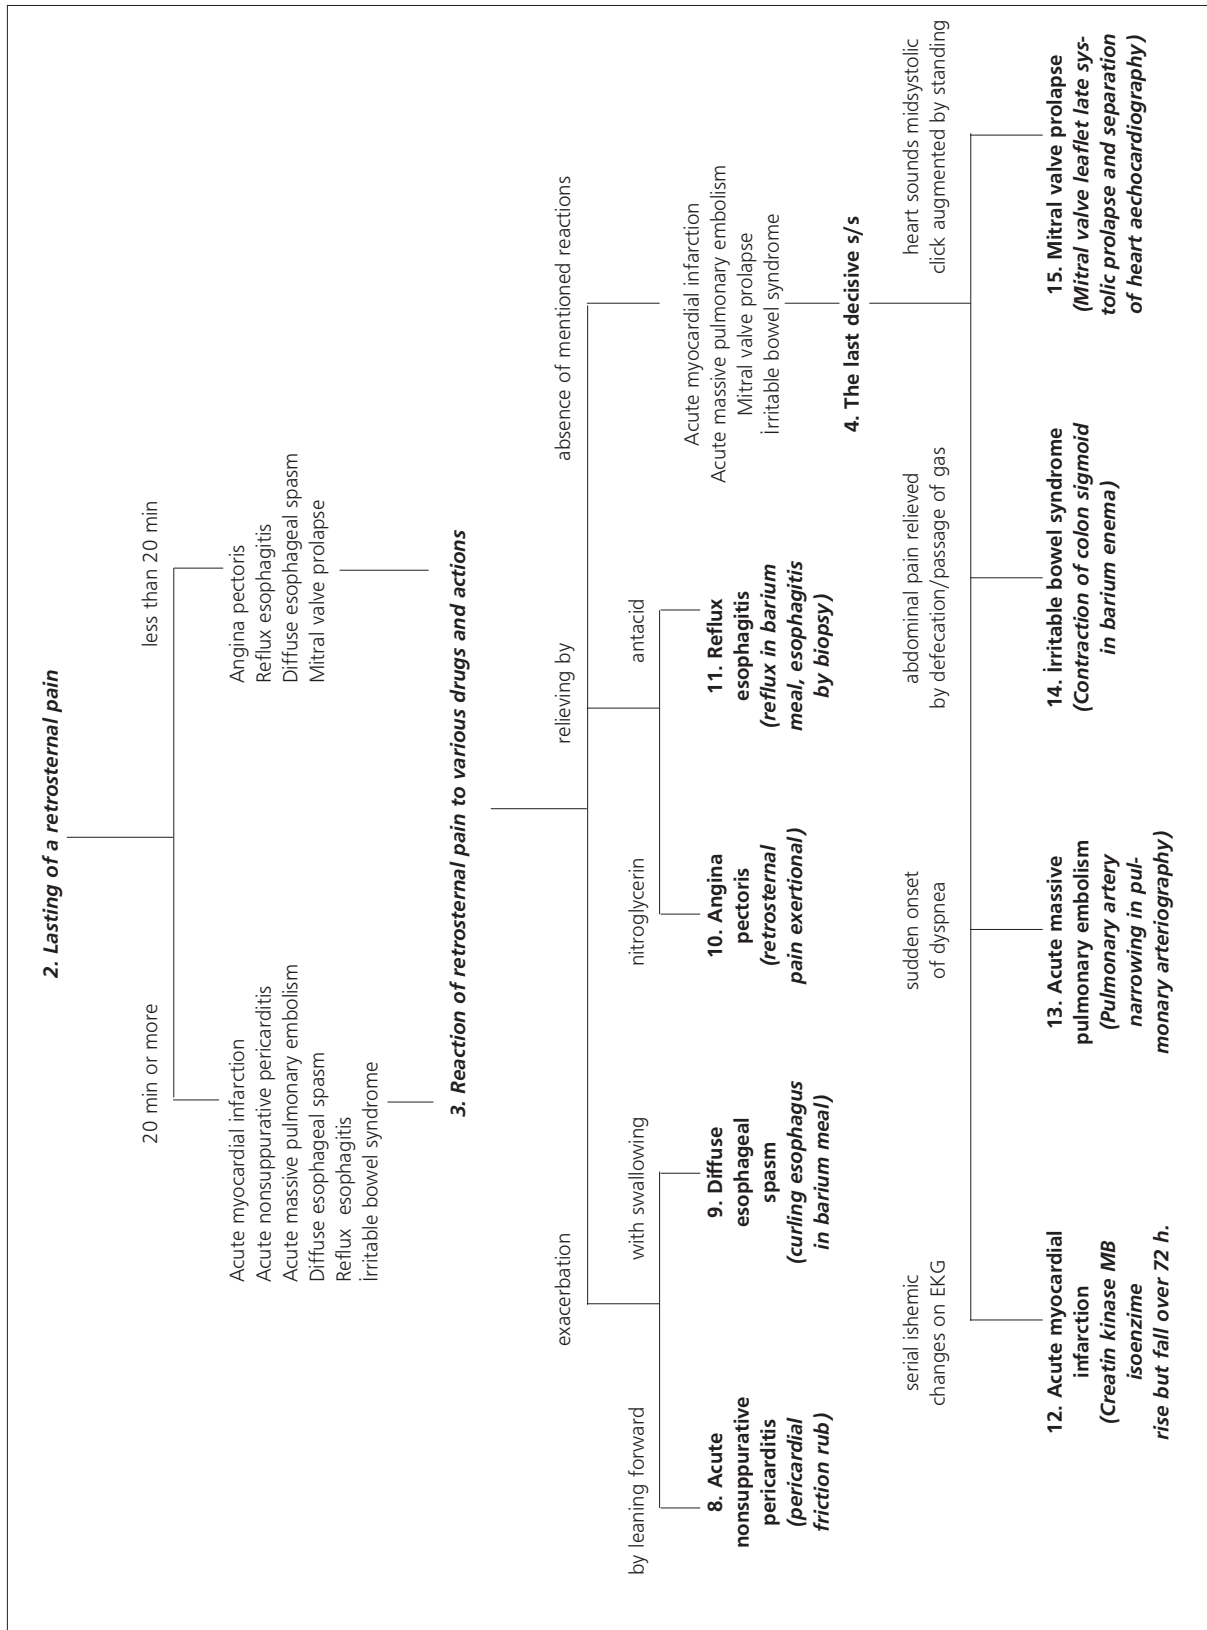 2. Lasting of a retrosternal pain
20 min or more
less than 20 min
Acute myocardial infarction
Acute nonsuppurative pericarditis
Acute massive pulmonary embolism
Diffuse esophageal spasm
Reflux esophagitis
Irritable bowel syndrome
Angina pectoris
Reflux esophagitis
Diffuse esophageal spasm
Mitral valve prolapse
3. Reaction of retrosternal pain to various drugs and actions
exacerbation
relieving by
absence of mentioned reactions
by leaning forward
with swallowing
nitroglycerin
antacid
8. Acute
nonsuppurative
pericarditis
(pericardial
friction rub)
9. Diffuse
esophageal
spasm
(curling esophagus
in barium meal)
10. Angina
pectoris
(retrosternal
pain exertional)
11. Reflux
esophagitis
(reflux in barium
meal, esophagitis
by biopsy)
Acute myocardial infarction
Acute massive pulmonary embolism
Mitral valve prolapse
Irritable bowel syndrome
4. The last decisive s/s
serial ishemic
changes on EKG
sudden onset
of dyspnea
abdominal pain relieved
by defecation/passage of gas
heart sounds midsystolic
click augmented by standing
12. Acute myocardial
infarction
(Creatin kinase MB
isoenzime
rise but fall over 72 h.
13. Acute massive
pulmonary embolism
(Pulmonary artery
narrowing in pul-
monary arteriography)
14. Irritable bowel syndrome
(Contraction of colon sigmoid
in barium enema)
15. Mitral valve prolapse
(Mitral valve leaflet late sys-
tolic prolapse and separation
of heart aechocardiography)